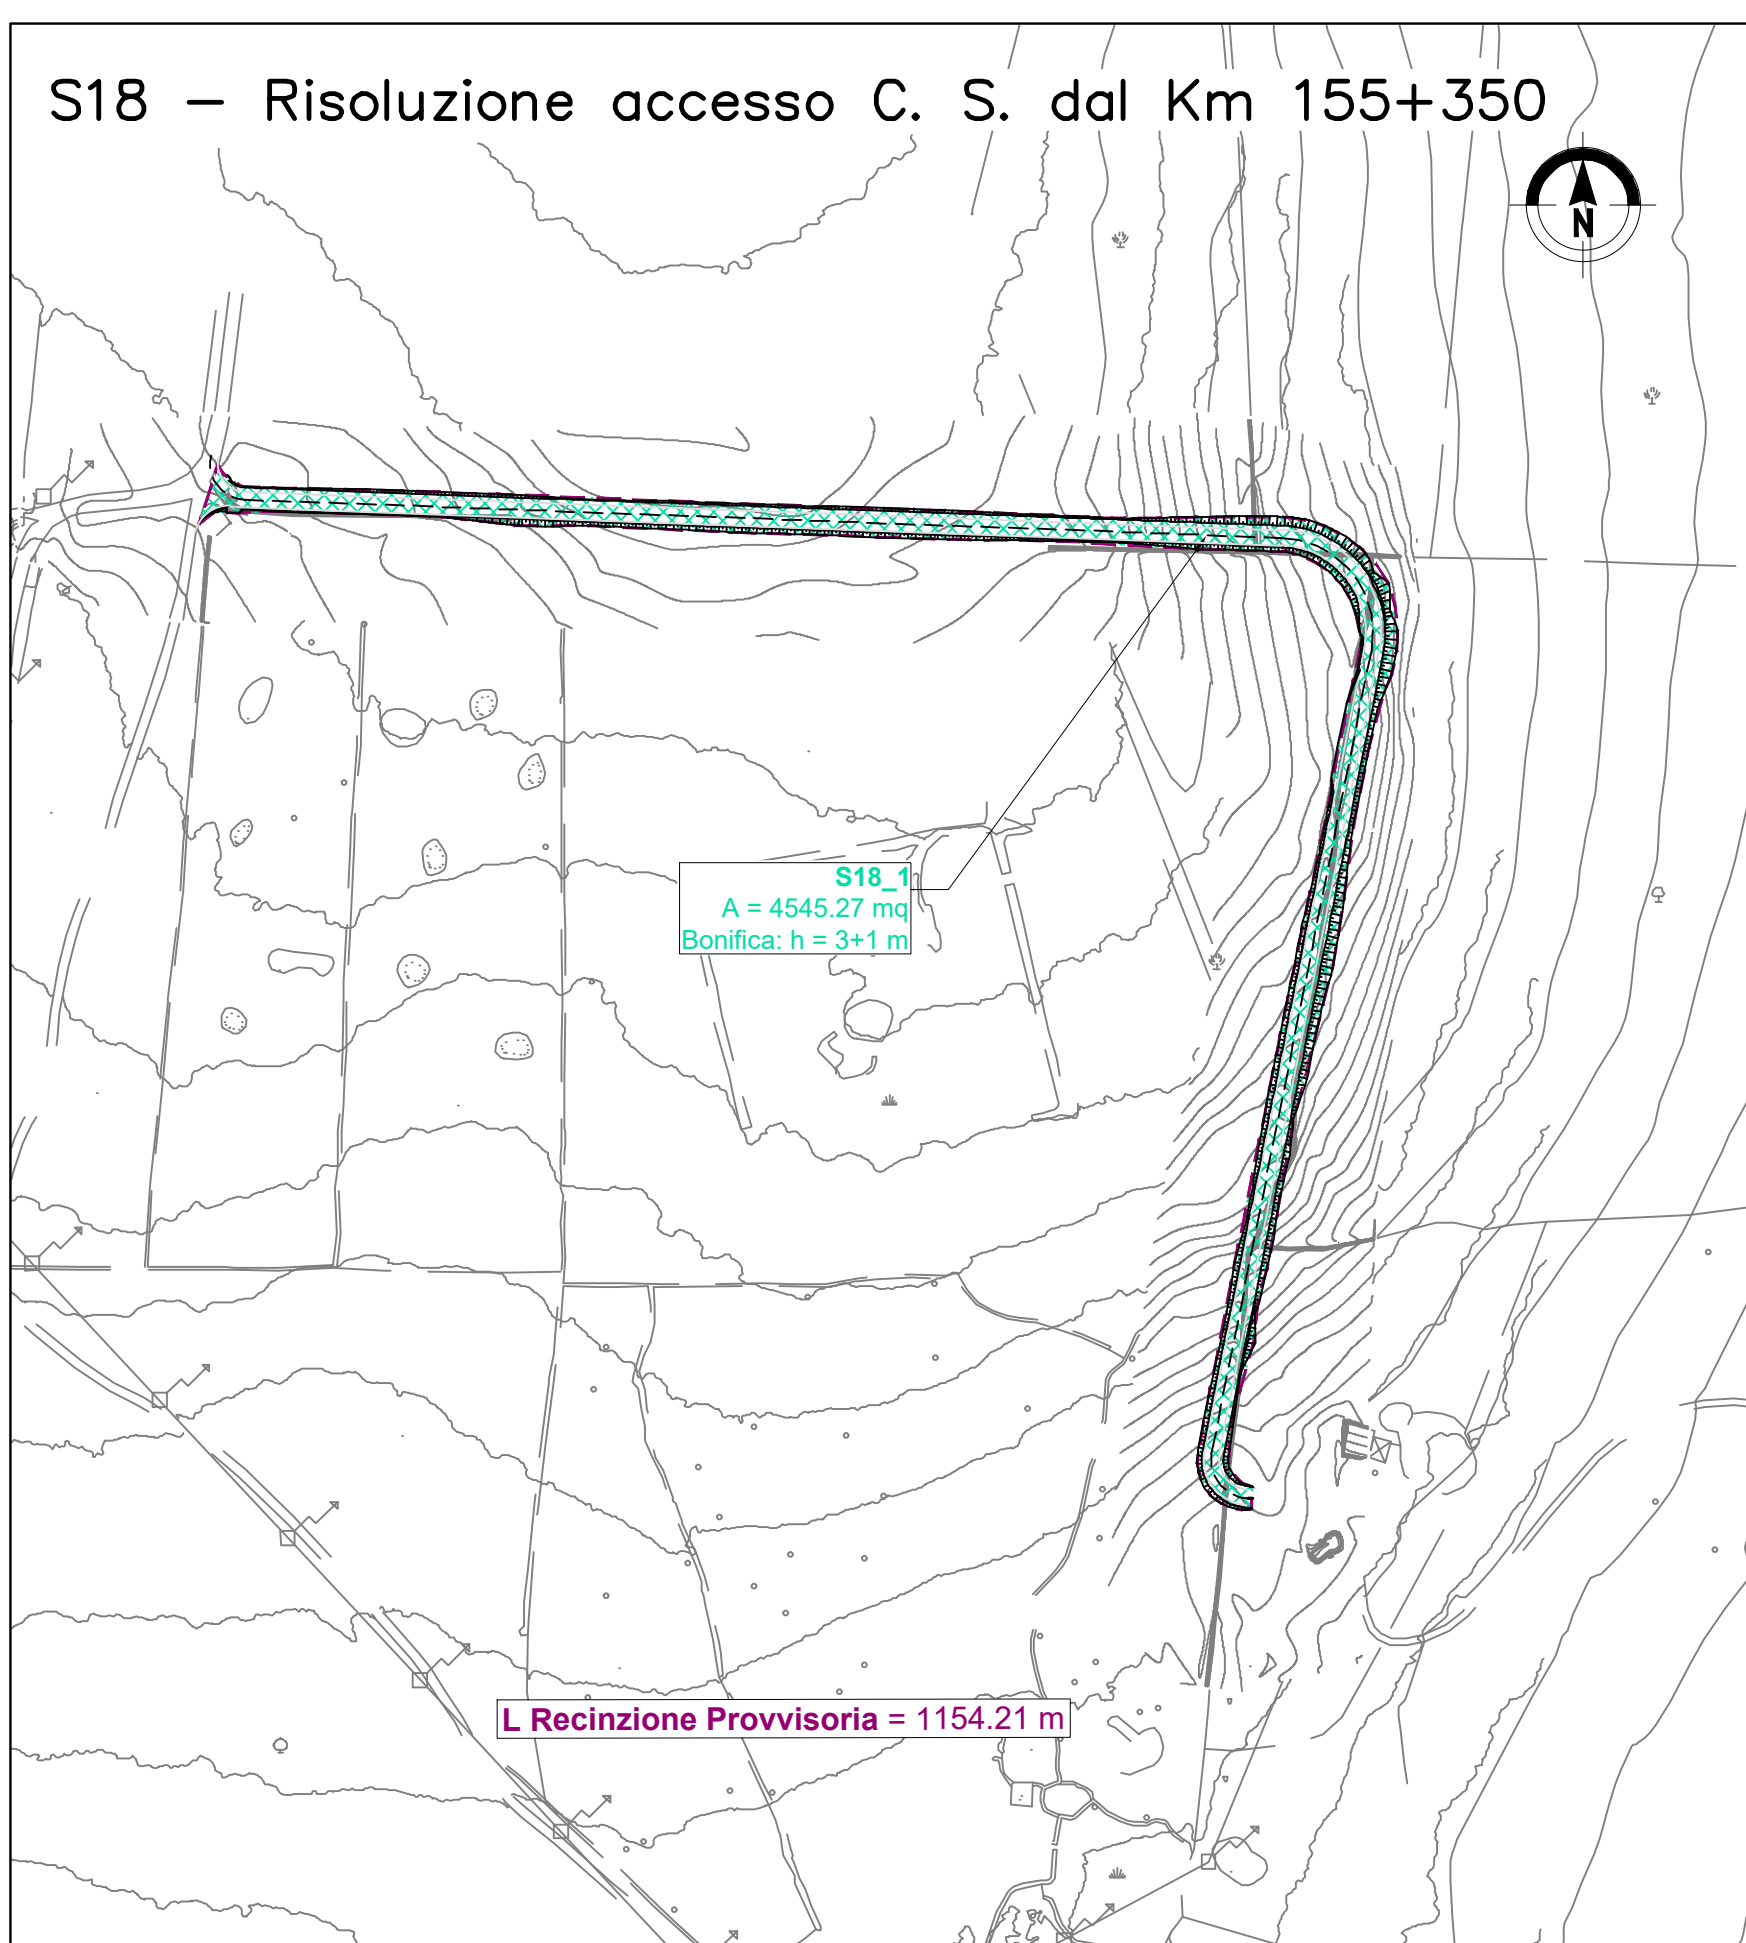 S18 – Risoluzione accesso C. S. dal Km 155+350
N
S18_1
A = 4545.27 mq
Bonifica: h = 3+1 m
L Recinzione Provvisoria = 1154.21 m